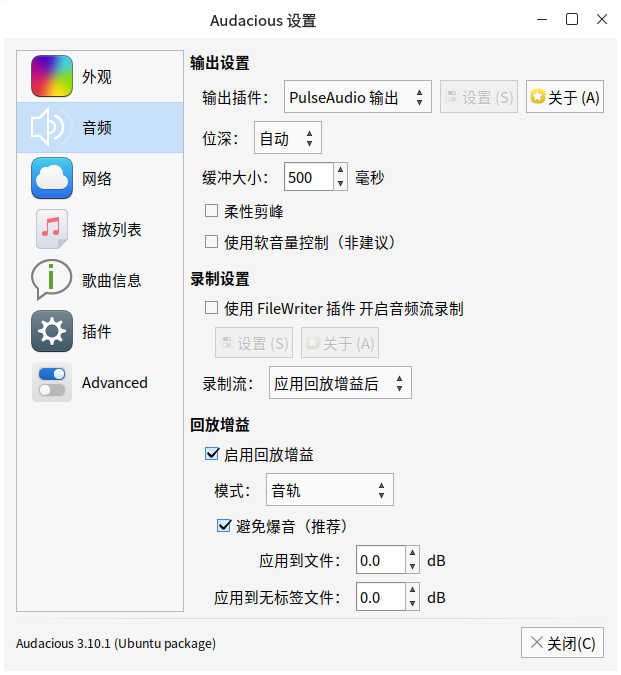 Audacious 设置
外观
音频
网络
播放列表
歌曲信息
插件
Advanced
输出设置
输出插件： PulseAudio 输出 设置 (S) 关于 (A)
位深： 自动
缓冲大小： 500 毫秒
柔性剪峰
使用软音量控制（非建议）
录制设置
使用 FileWriter 插件 开启音频流录制
设置 (S) 关于 (A)
录制流： 应用回放增益后
回放增益
启用回放增益
模式： 音轨
避免爆音（推荐）
应用到文件： 0.0 dB
应用到无标签文件： 0.0 dB
Audacious 3.10.1 (Ubuntu package)
关闭(C)